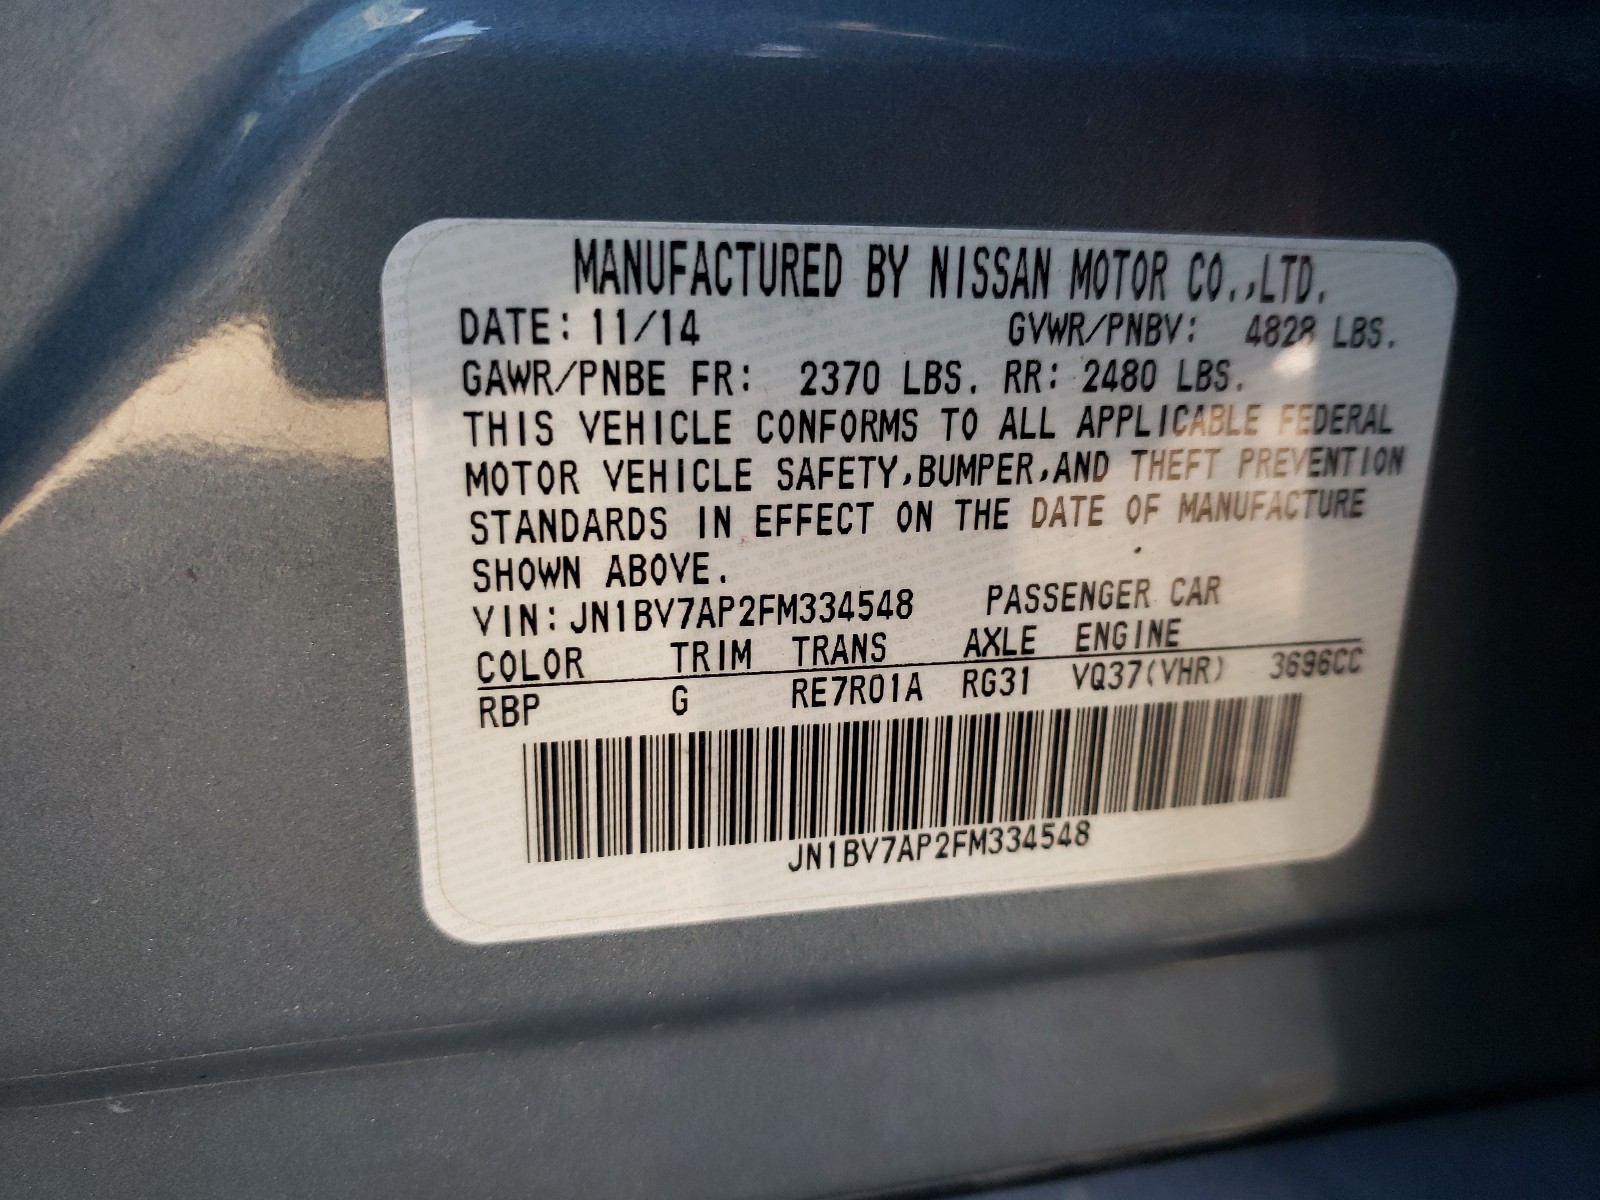 MANUFACTURED BY NISSAN MOTOR CO.,LTD.
DATE: 11/14 GVWR/PNBV: 4828 LBS.
GAWR/PNBE FR: 2370 LBS. RR: 2480 LBS.
THIS VEHICLE CONFORMS TO ALL APPLICABLE FEDERAL
MOTOR VEHICLE SAFETY,BUMPER,AND THEFT PREVENTION
STANDARDS IN EFFECT ON THE DATE OF MANUFACTURE
SHOWN ABOVE.
VIN: JN1BV7AP2FM334548 PASSENGER CAR
COLOR TRIM TRANS AXLE ENGINE
RBP G RE7R01A RG31 VQ37(VHR) 3696CC
JN1BV7AP2FM334548